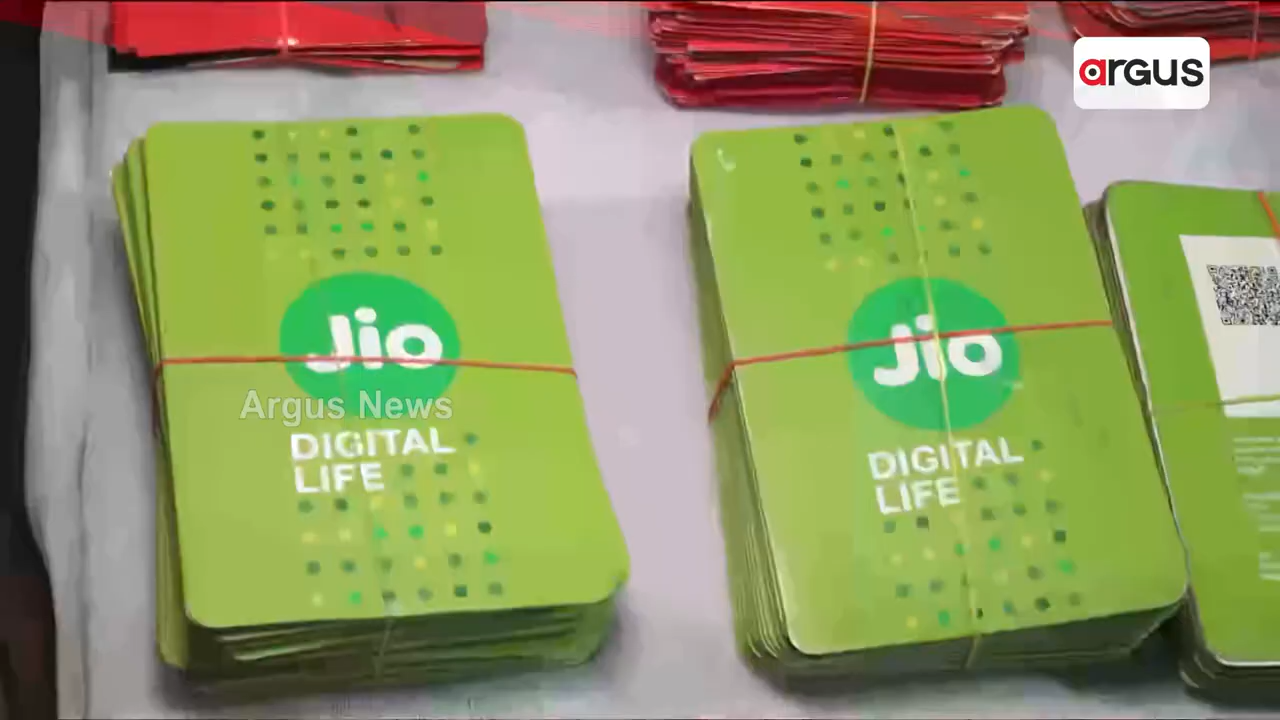 argus
Jio
Argus News
DIGITAL
LIFE
Jio
DIGITAL
LIFE